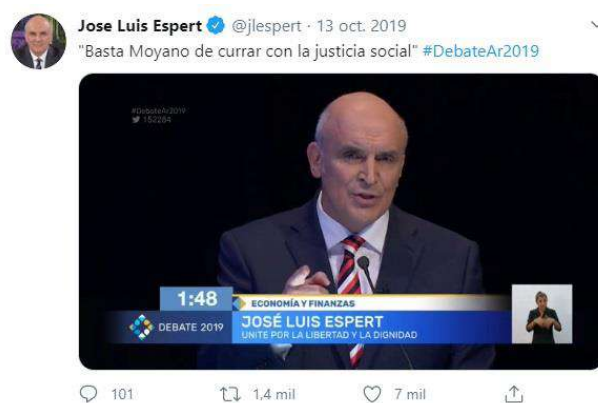 Jose Luis Espert @jlespert · 13 oct. 2019
"Basta Moyano de currar con la justicia social" #DebateAr2019
#DebateAr2019
152284
1:48
ECONOMÍA Y FINANZAS
DEBATE 2019
JOSÉ LUIS ESPERT
UNITE POR LA LIBERTAD Y LA DIGNIDAD
101
1,4 mil
7 mil